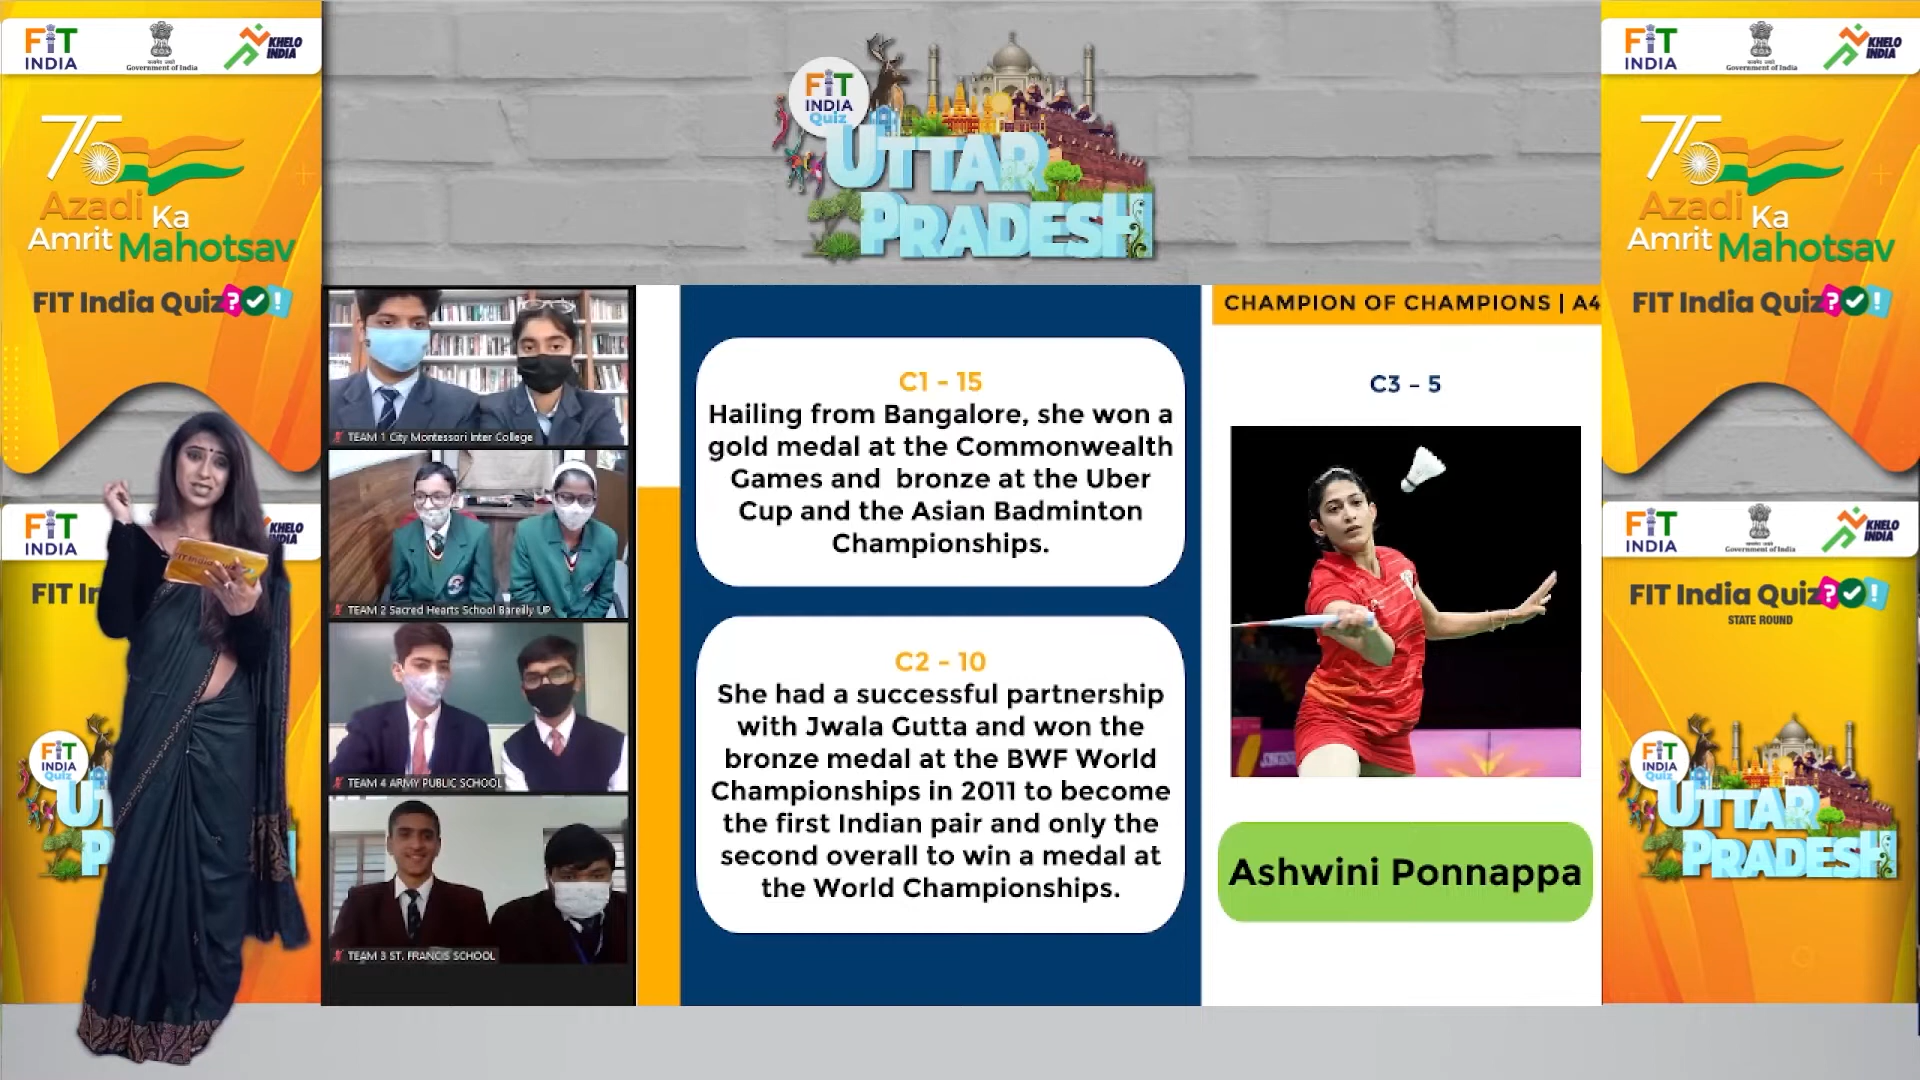 FIT
INDIA
Government of India
KHELO
INDIA
75
Azadi Ka
Amrit Mahotsav
FIT India Quiz ? !
FIT
INDIA
KHELO
INDIA
FIT In
FIT
INDIA
Quiz
FIT
INDIA
Quiz
UTTAR
PRADESH
TEAM 1 City Montessori Inter College
TEAM 2 Sacred Hearts School Bareilly UP
TEAM 4 ARMY PUBLIC SCHOOL
TEAM 3 ST. FRANCIS SCHOOL
C1 - 15
Hailing from Bangalore, she won a
gold medal at the Commonwealth
Games and bronze at the Uber
Cup and the Asian Badminton
Championships.
C2 - 10
She had a successful partnership
with Jwala Gutta and won the
bronze medal at the BWF World
Championships in 2011 to become
the first Indian pair and only the
second overall to win a medal at
the World Championships.
CHAMPION OF CHAMPIONS | A4
C3 – 5
Ashwini Ponnappa
FIT
INDIA
Government of India
KHELO
INDIA
75
Azadi Ka
Amrit Mahotsav
FIT India Quiz ? !
FIT
INDIA
Government of India
KHELO
INDIA
FIT India Quiz ? !
STATE ROUND
FIT
INDIA
Quiz
UTTAR
PRADESH